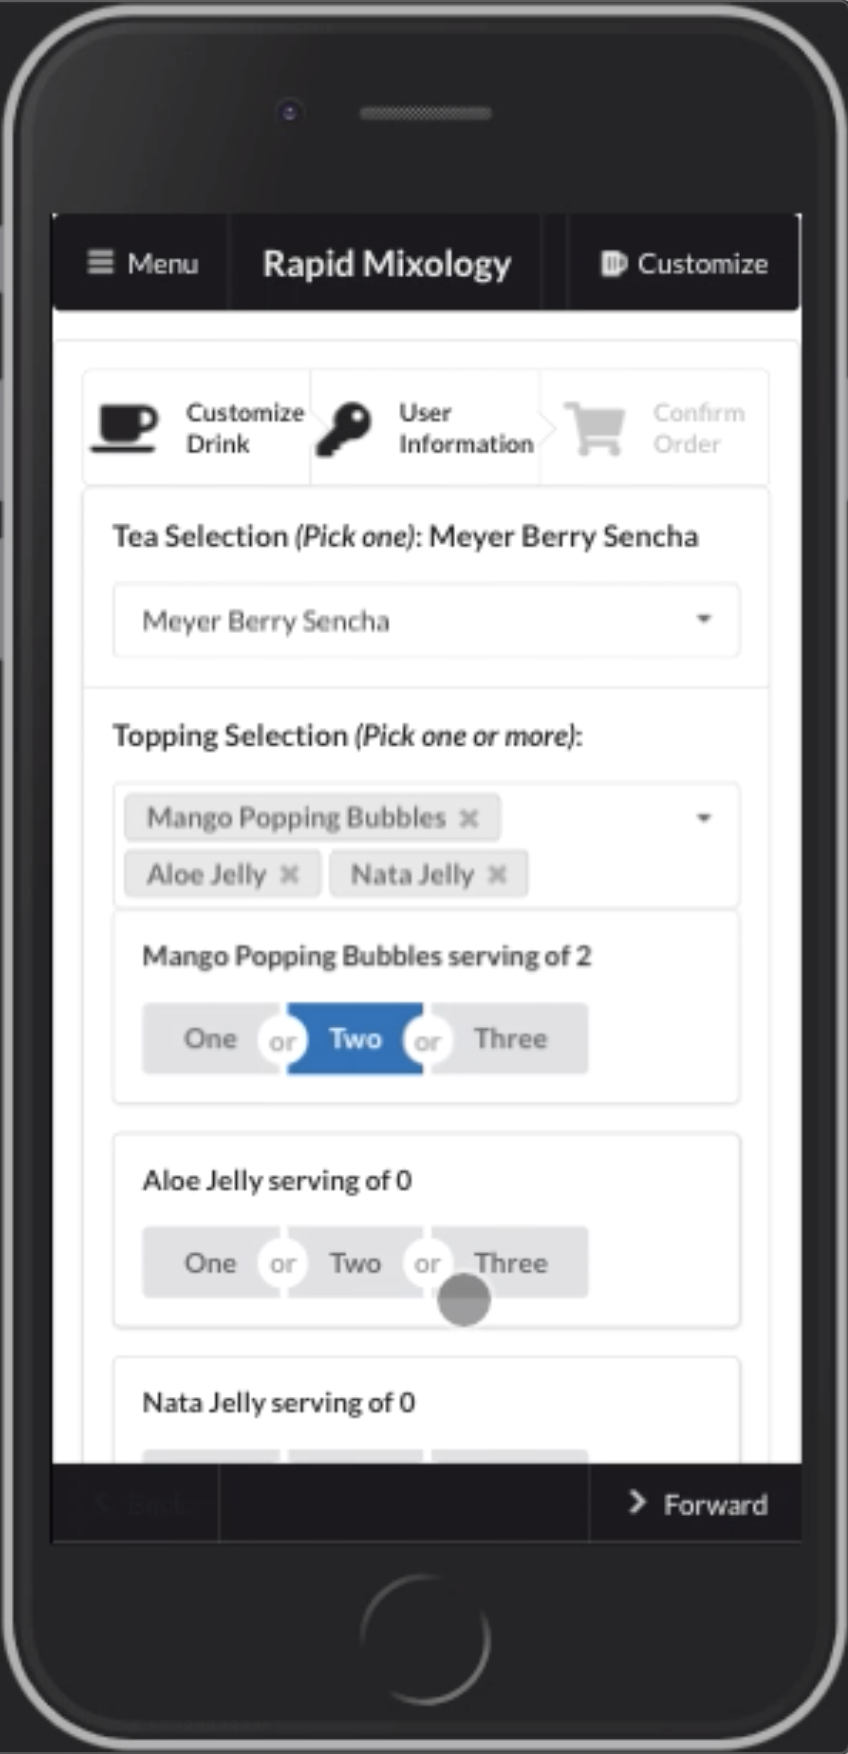 Menu
Rapid Mixology
Customize
Customize
Drink
User
Information
Confirm
Order
Tea Selection (Pick one): Meyer Berry Sencha
Meyer Berry Sencha
Topping Selection (Pick one or more):
Mango Popping Bubbles
Aloe Jelly Nata Jelly
Mango Popping Bubbles serving of 2
One or Two or Three
Aloe Jelly serving of 0
One or Two or Three
Nata Jelly serving of 0
Back
Forward